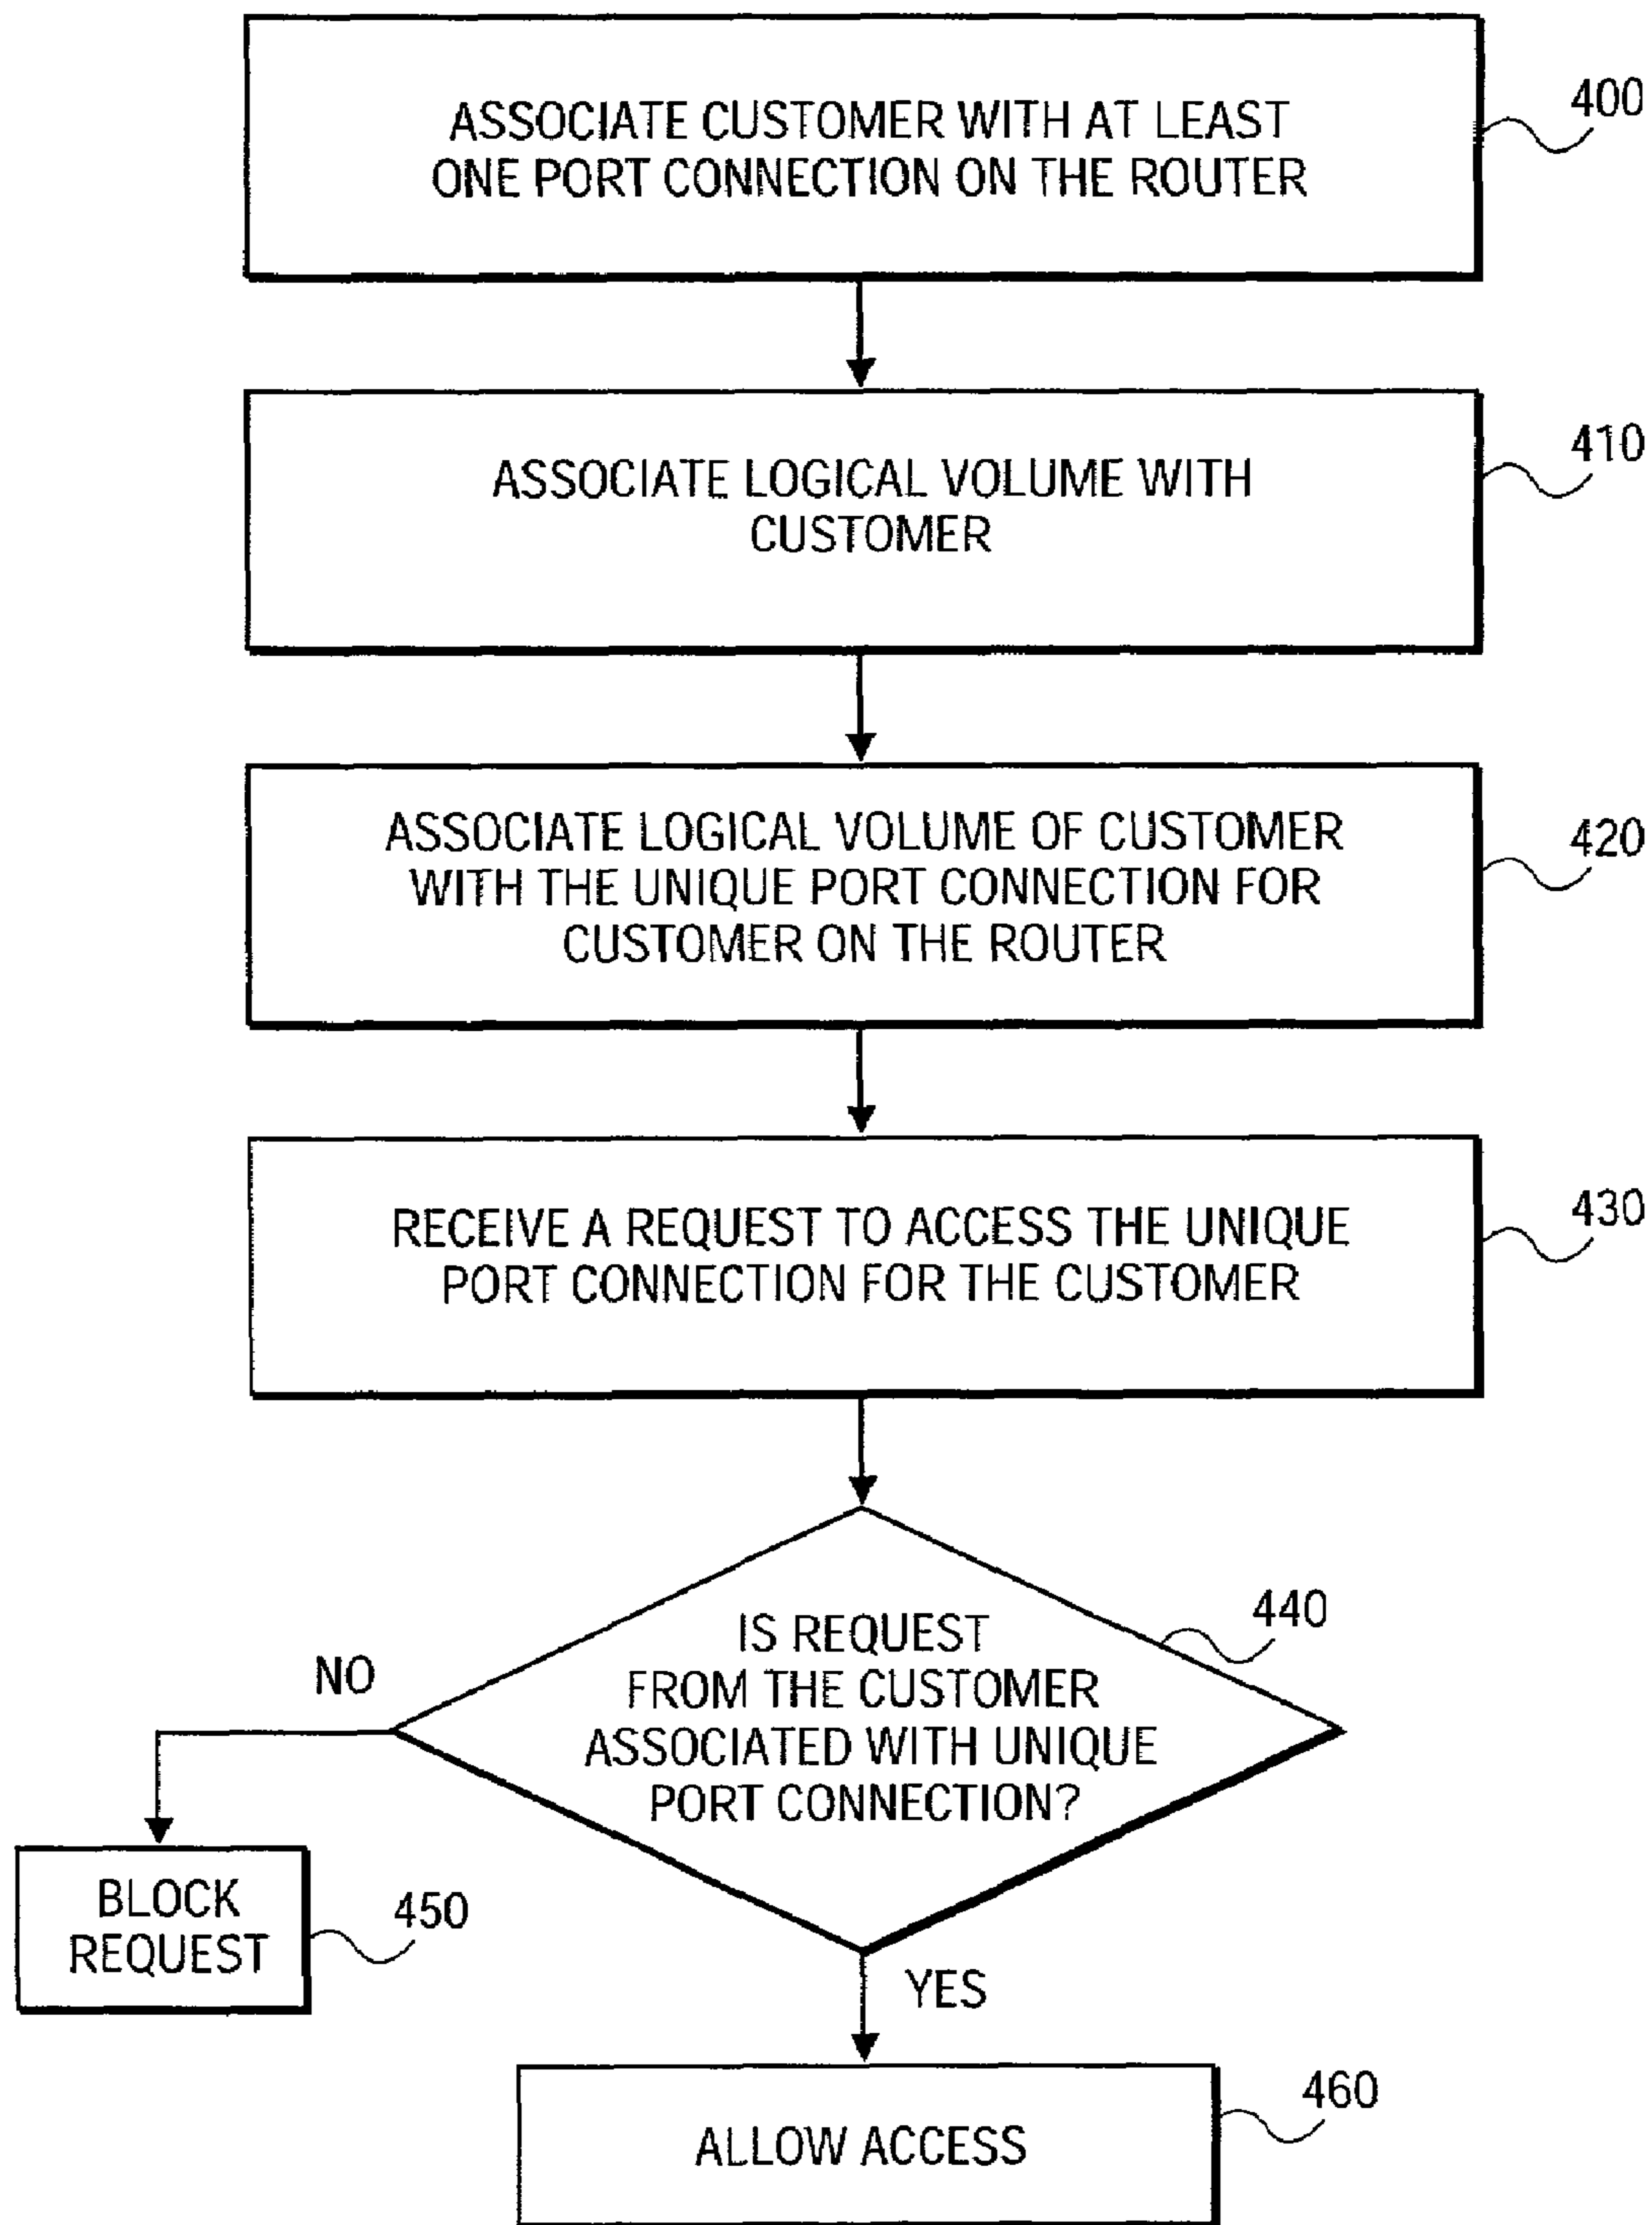 ASSOCIATE CUSTOMER WITH AT LEAST
ONE PORT CONNECTION ON THE ROUTER
400
ASSOCIATE LOGICAL VOLUME WITH
CUSTOMER
410
ASSOCIATE LOGICAL VOLUME OF CUSTOMER
WITH THE UNIQUE PORT CONNECTION FOR
CUSTOMER ON THE ROUTER
420
RECEIVE A REQUEST TO ACCESS THE UNIQUE
PORT CONNECTION FOR THE CUSTOMER
430
IS REQUEST
FROM THE CUSTOMER
ASSOCIATED WITH UNIQUE
PORT CONNECTION?
440
NO
BLOCK
REQUEST
450
YES
ALLOW ACCESS
460